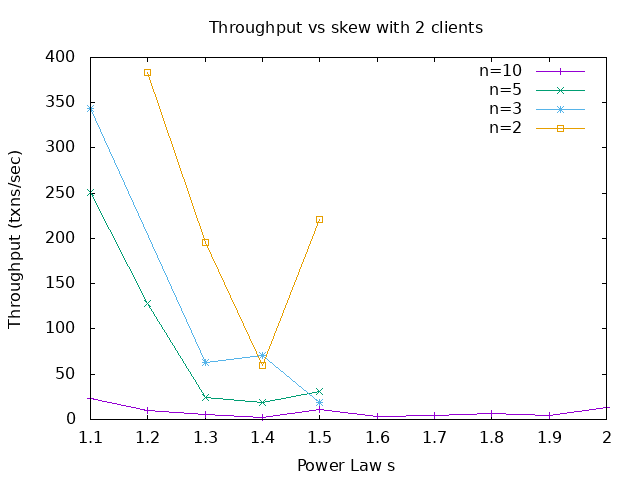 Throughput vs skew with 2 clients
400
350
300
250
200
150
100
50
0
Throughput (txns/sec)
n=10
n=5
n=3
n=2
1.1 1.2 1.3 1.4 1.5 1.6 1.7 1.8 1.9 2
Power Law s